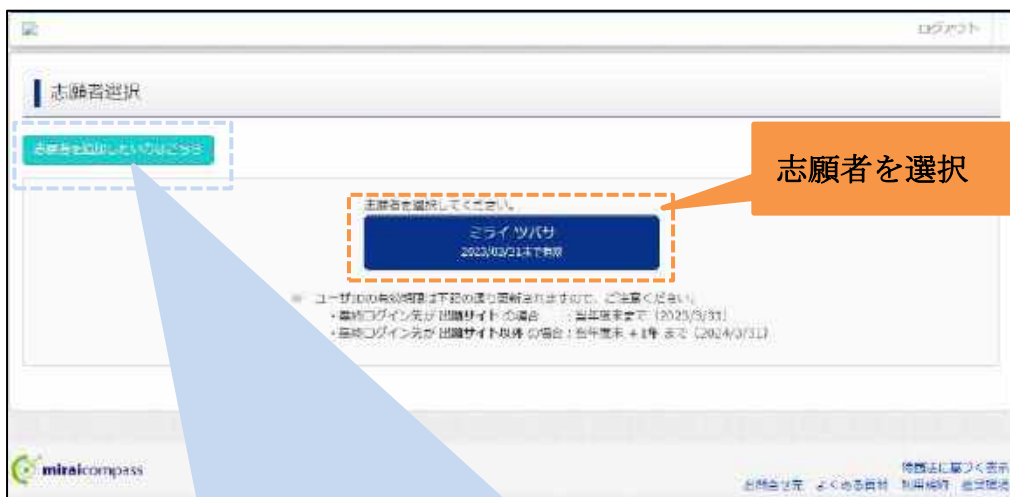 ログアウト
志願者選択
志願者を追加したい方はこちら
志願者を選択
志願者を選択してください。
ミライ ツバサ
2023/03/31まで有効
※ ユーザIDの有効期限は下記の通り更新されますので、ご注意ください。
・最終ログイン先が 出願サイト の場合 : 当年度末まで (2023/3/31)
・最終ログイン先が 出願サイト以外 の場合 : 当年度末 + 1年 まで (2024/3/31)
miraicompass
特商法に基づく表示
お問合せ先 よくある質問 利用規約 推奨環境